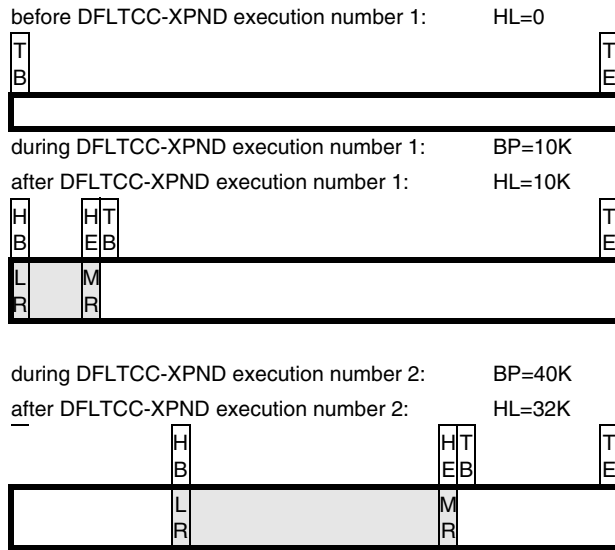 before DFLTCC-XPND execution number 1: HL=0
T T
B E
during DFLTCC-XPND execution number 1: BP=10K
after DFLTCC-XPND execution number 1: HL=10K
H H T T
B E B E
L M
R R
during DFLTCC-XPND execution number 2: BP=40K
after DFLTCC-XPND execution number 2: HL=32K
H H T T
B E B E
L M
R R